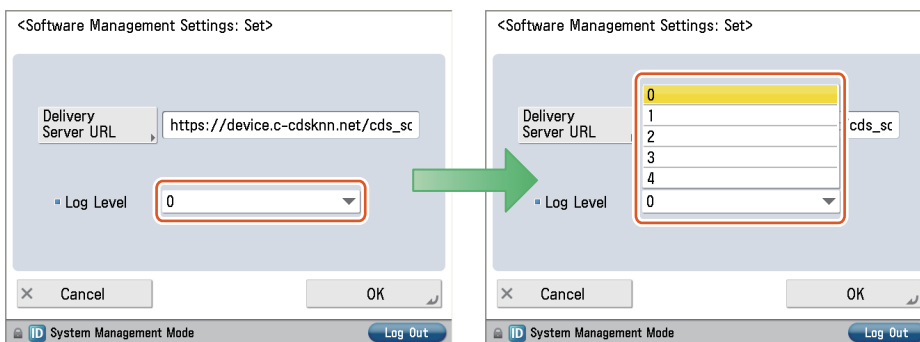 <Software Management Settings: Set>
Delivery
Server URL
https://device.c-cdsknn.net/cds_sc
Log Level
0
Cancel
OK
ID System Management Mode
Log Out
<Software Management Settings: Set>
0
1
2
3
4
Delivery
Server URL
cds_sc
Log Level
0
Cancel
OK
ID System Management Mode
Log Out